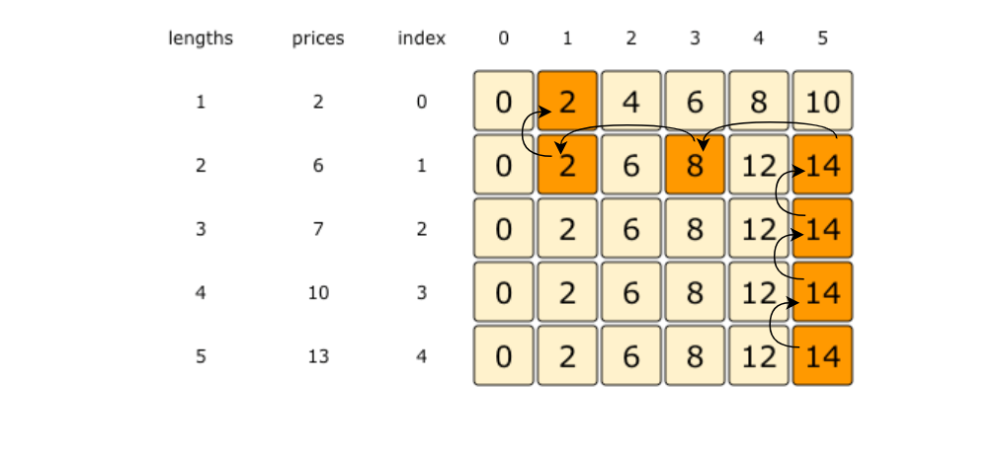 lengths prices index 0 1 2 3 4 5
1 2 0 0 2 4 6 8 10
2 6 1 0 2 6 8 12 14
3 7 2 0 2 6 8 12 14
4 10 3 0 2 6 8 12 14
5 13 4 0 2 6 8 12 14